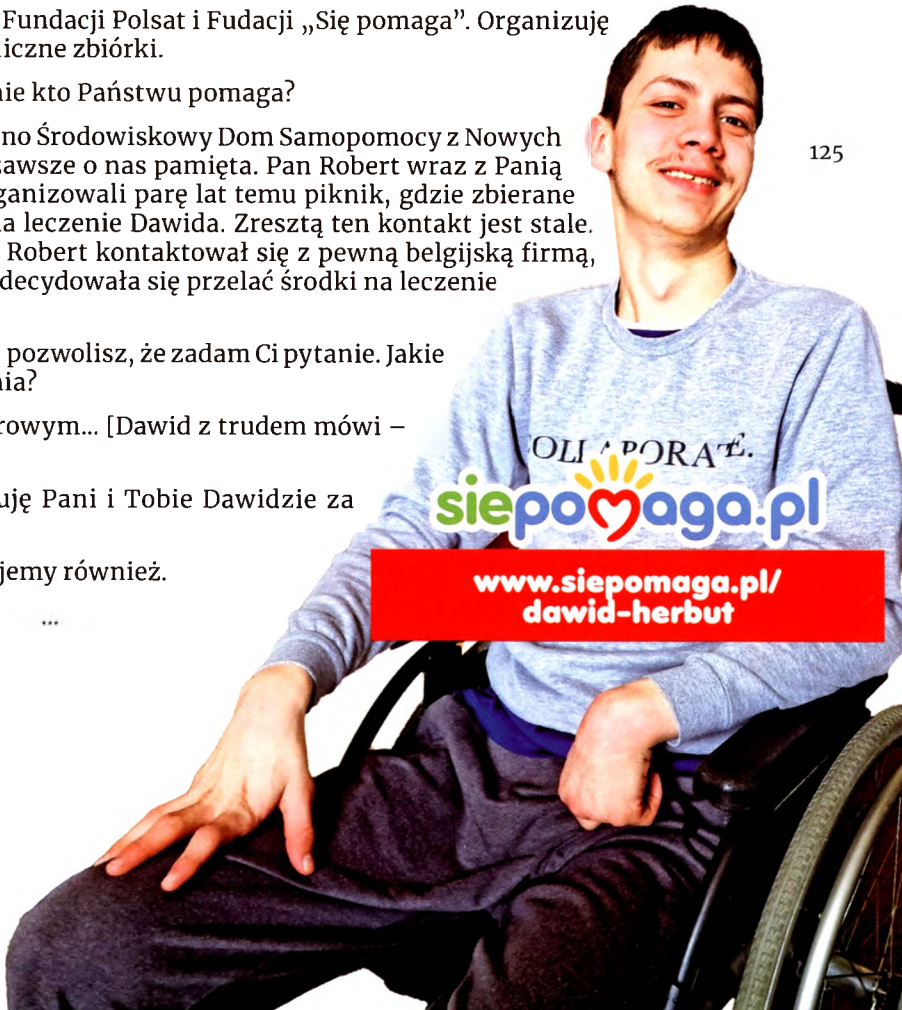 Fundacji Polsat i Fudacji „Się pomaga”. Organizuję
iczne zbiórki.
nie kto Państwu pomaga?
no Środowiskowy Dom Samopomocy z Nowych
zawsze o nas pamięta. Pan Robert wraz z Panią
ganizowali parę lat temu piknik, gdzie zbierane
a leczenie Dawida. Zresztą ten kontakt jest stale.
Robert kontaktował się z pewną belgijską firmą,
decydowała się przelać środki na leczenie
pozwolisz, że zadam Ci pytanie. Jakie
nia?
rowym... [Dawid z trudem mówi –
uję Pani i Tobie Dawidzie za
jemy również.
...
125
siepomaga.pl
www.siepomaga.pl/
dawid-herbut